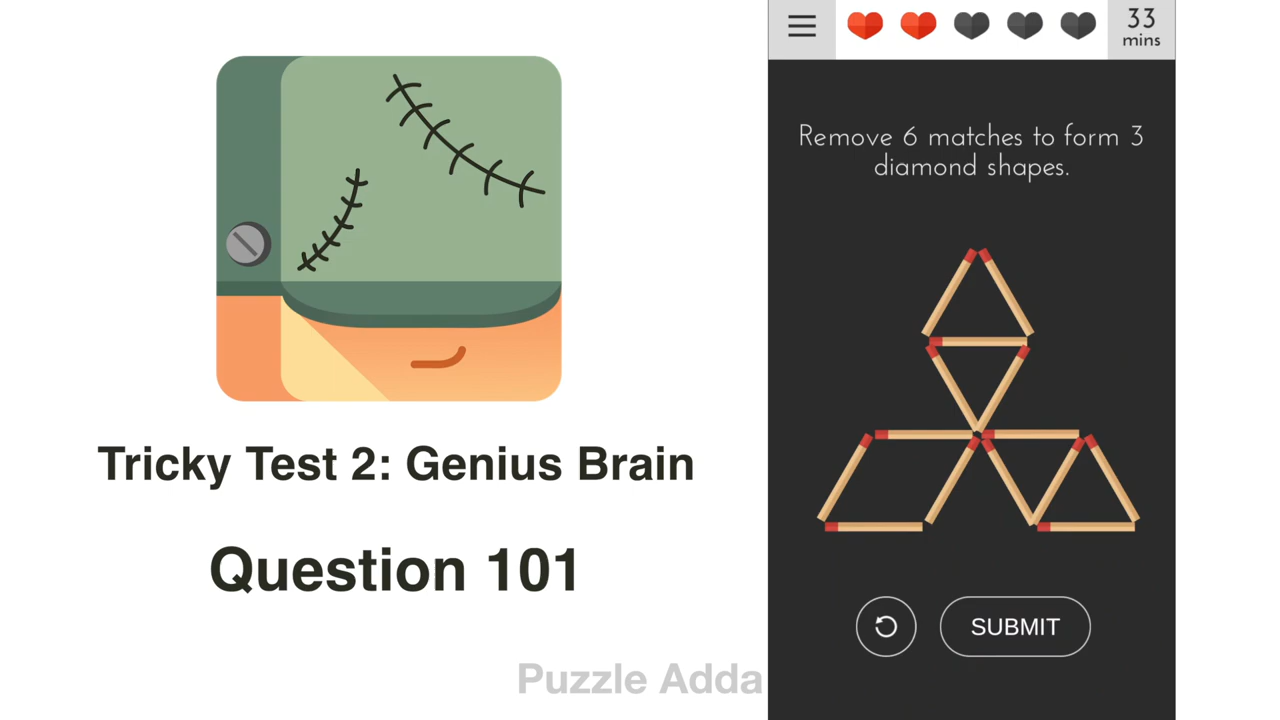 Tricky Test 2: Genius Brain
Question 101
Puzzle Adda
33
mins
Remove 6 matches to form 3
diamond shapes.
SUBMIT